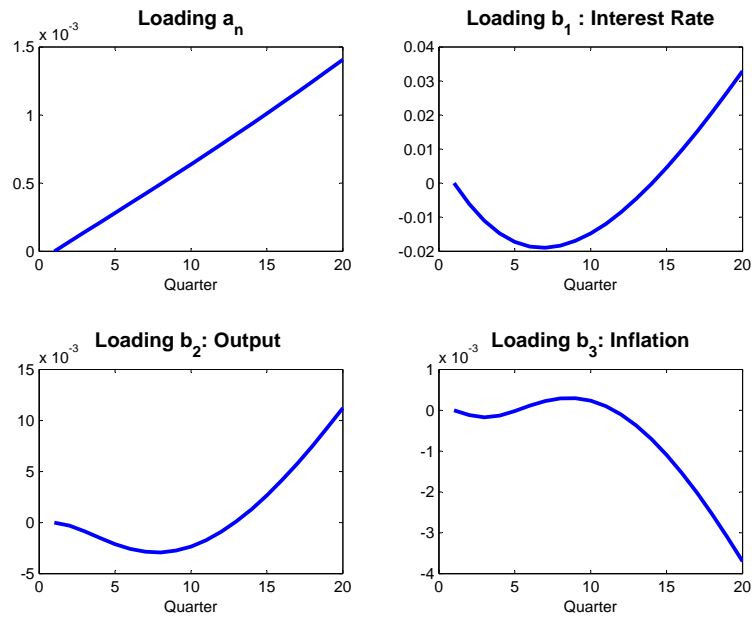 Loading a_n
x 10^-3
1.5
1
0.5
0
0 5 10 15 20
Quarter
Loading b_1 : Interest Rate
0.04
0.03
0.02
0.01
0
-0.01
-0.02
0 5 10 15 20
Quarter
Loading b_2: Output
x 10^-3
15
10
5
0
-5
0 5 10 15 20
Quarter
Loading b_3: Inflation
x 10^-3
1
0
-1
-2
-3
-4
0 5 10 15 20
Quarter